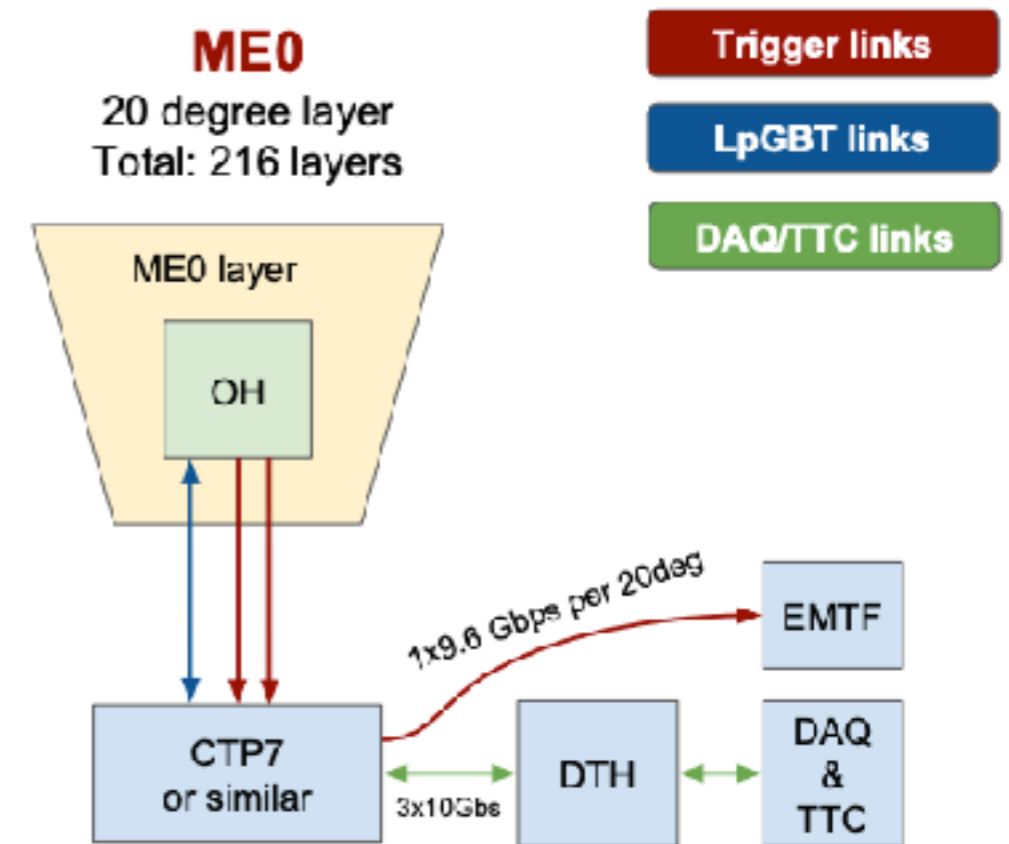 ME0
20 degree layer
Total: 216 layers
Trigger links
LpGBT links
DAQ/TTC links
ME0 layer
OH
1x9.6 Gbps per 20deg
EMTF
CTP7
or similar
3x10Gbs
DTH
DAQ
&
TTC